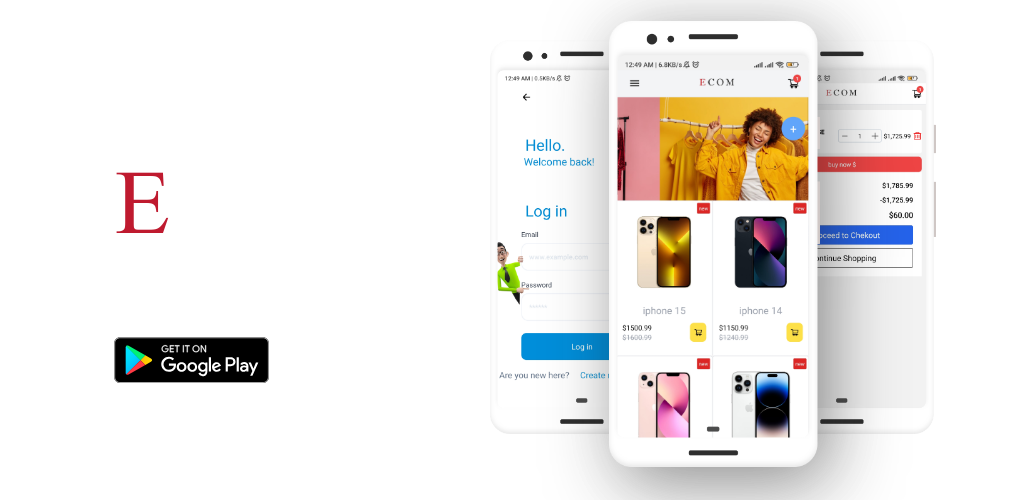 E
GET IT ON
Google Play
12:49 AM | 0.5KB/s
Hello.
Welcome back!
Log in
Email
www.example.com
Password
Log in
Are you new here? Create
12:49 AM | 6.8KB/s
ECOM
1
new
new
iphone 15
iphone 14
$1500.99
$1600.99
$1150.99
$1240.99
new
new
ECOM
1
− 1 + $1,725.99
buy now $
$1,785.99
-$1,725.99
$60.00
oceed to Chekout
ontinue Shopping